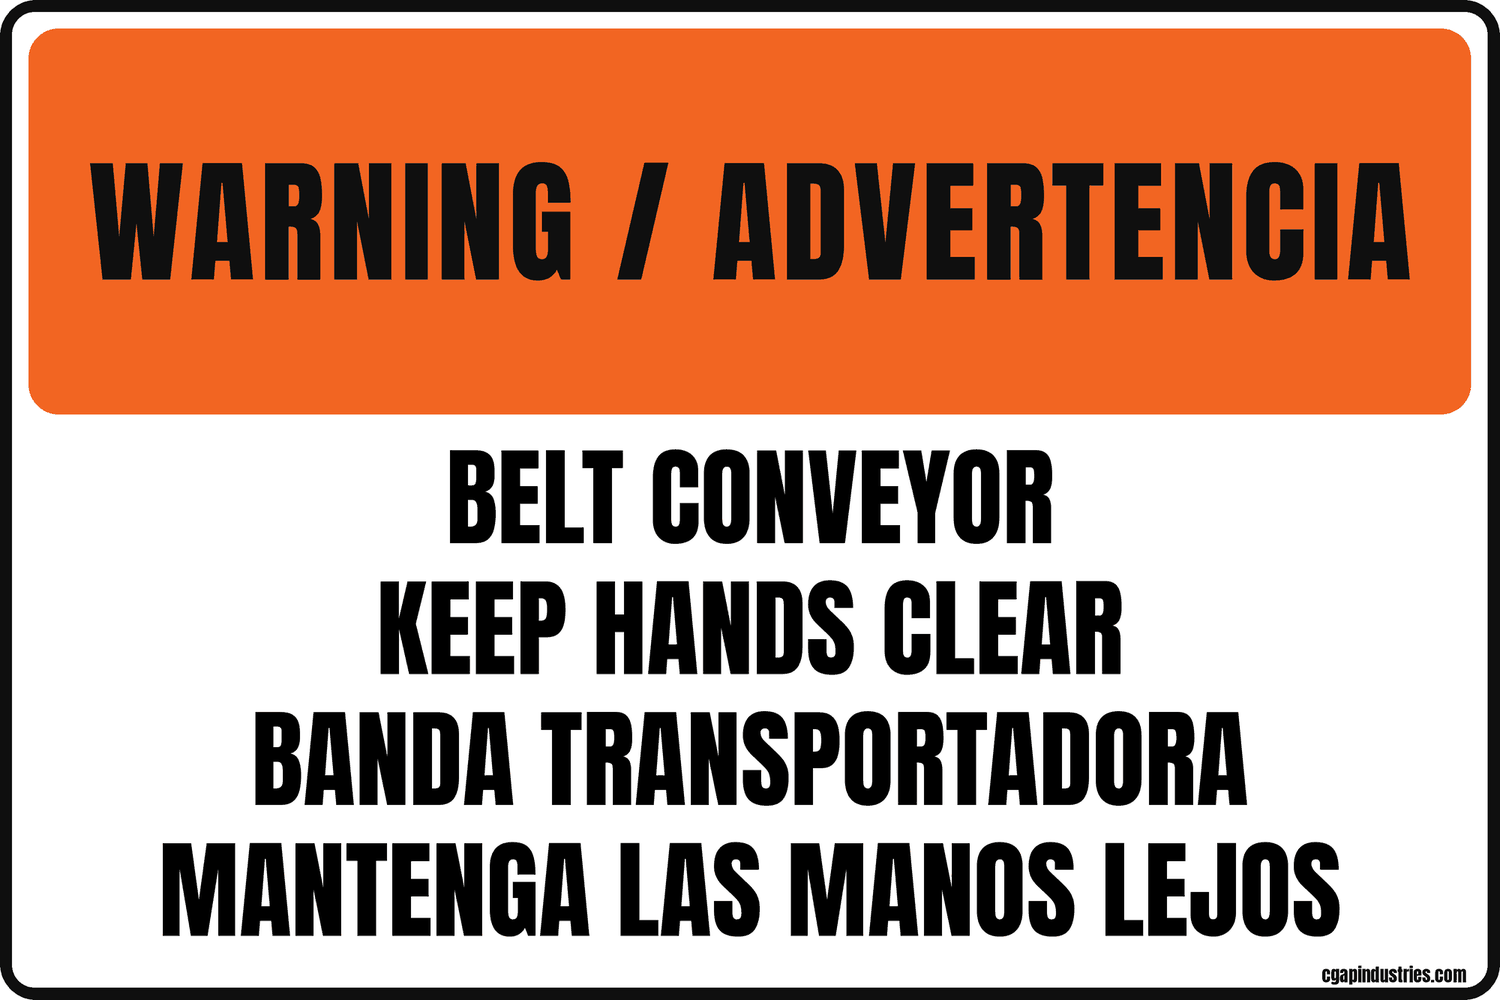 WARNING / ADVERTENCIA
BELT CONVEYOR
KEEP HANDS CLEAR
BANDA TRANSPORTADORA
MANTENGA LAS MANOS LEJOS
cgapindustries.com